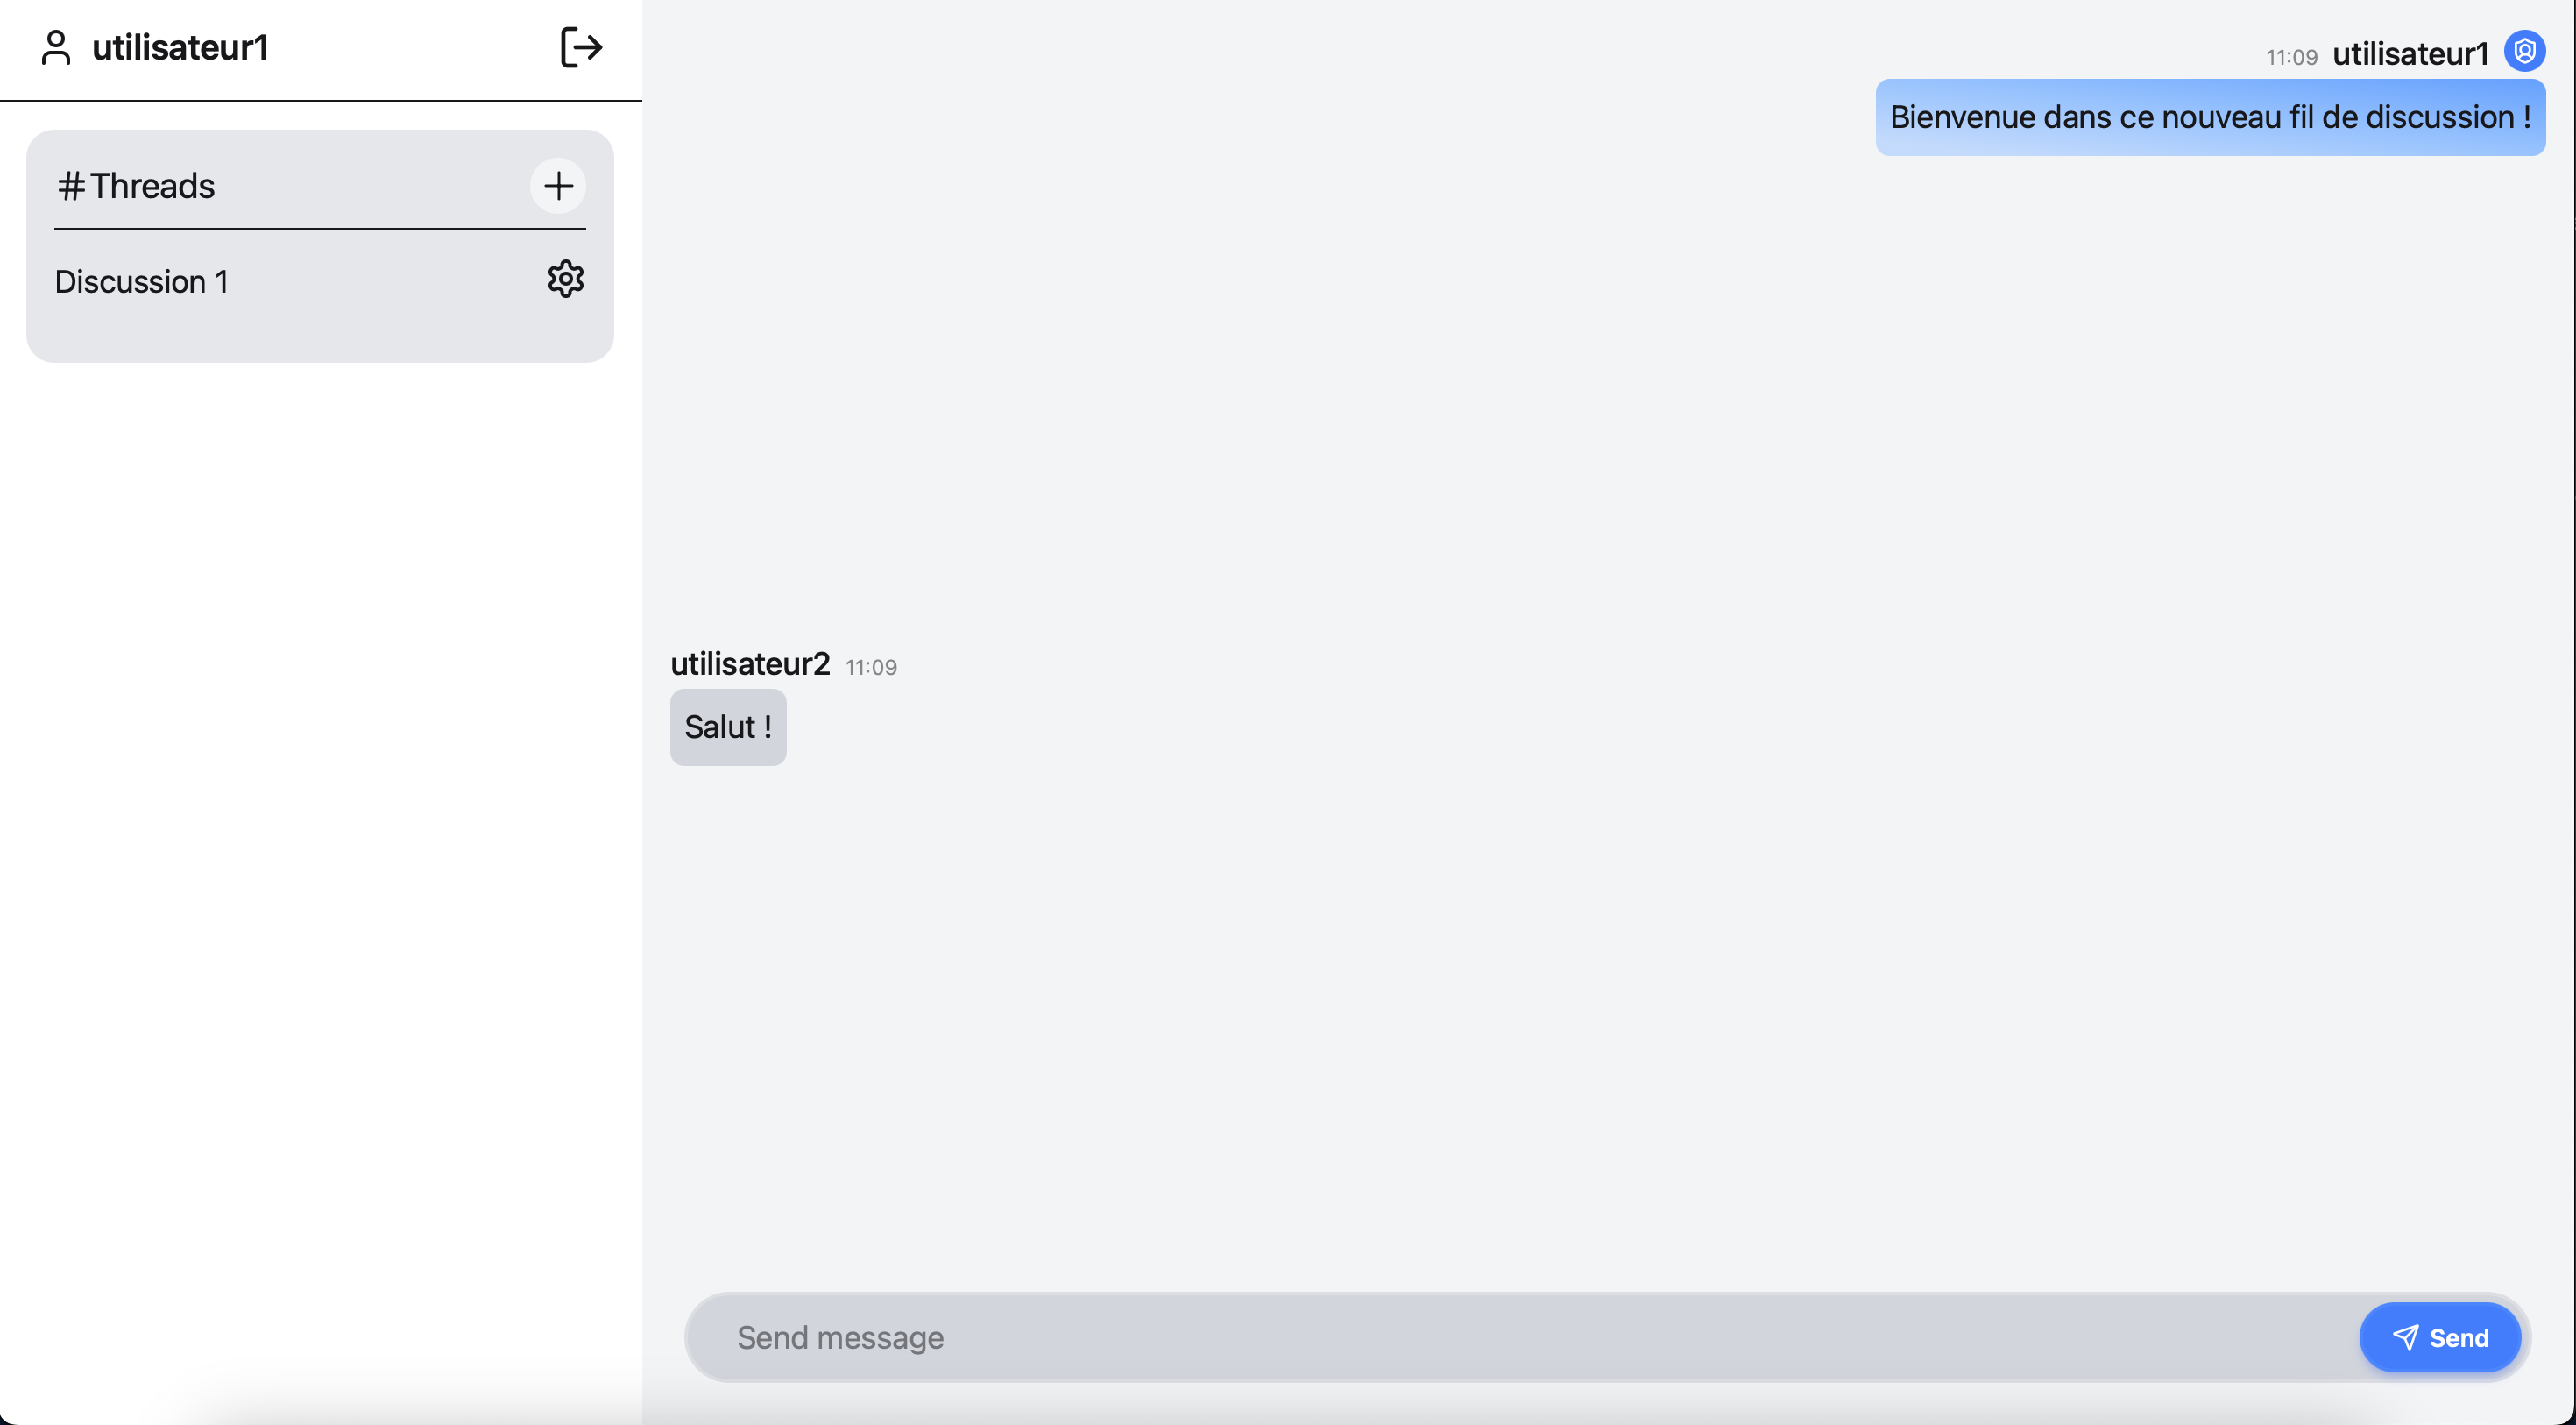 utilisateur1
#Threads
Discussion 1
11:09 utilisateur1
Bienvenue dans ce nouveau fil de discussion !
utilisateur2 11:09
Salut !
Send message
Send